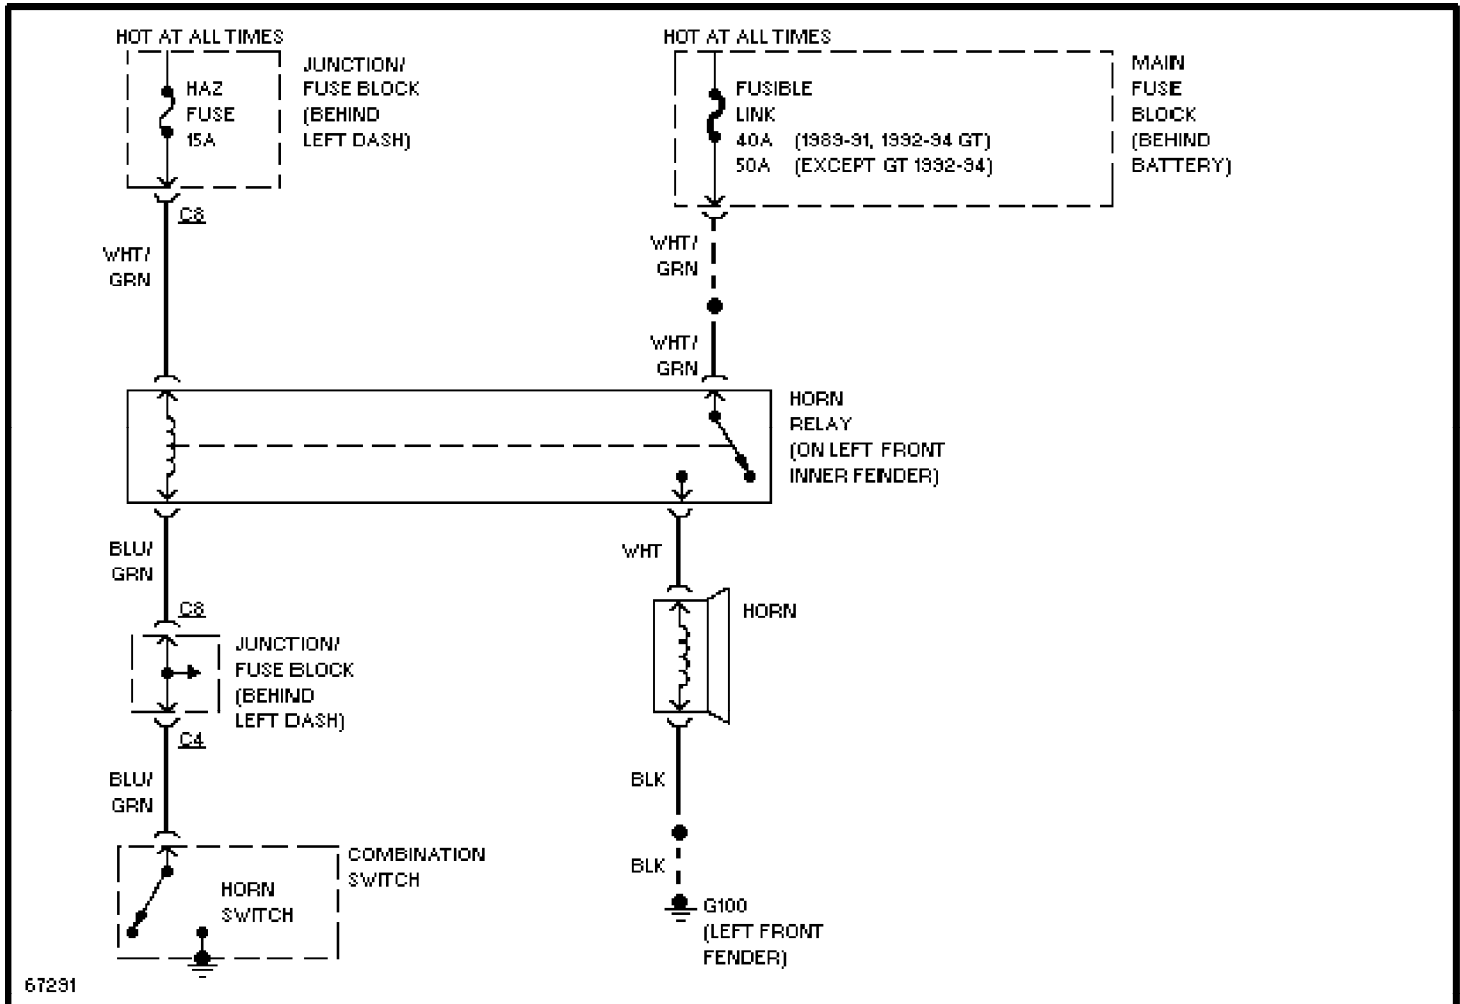 HOT AT ALL TIMES
HAZ
FUSE
15A
JUNCTION/
FUSE BLOCK
(BEHIND
LEFT DASH)
C8
WHT/
GRN
HOT AT ALL TIMES
FUSIBLE
LINK
40A (1989-91, 1992-94 GT)
50A (EXCEPT GT 1992-94)
MAIN
FUSE
BLOCK
(BEHIND
BATTERY)
WHT/
GRN
WHT/
GRN
HORN
RELAY
(ON LEFT FRONT
INNER FENDER)
BLU/
GRN
C8
JUNCTION/
FUSE BLOCK
(BEHIND
LEFT DASH)
C4
BLU/
GRN
COMBINATION
SWITCH
HORN
SWITCH
WHT
HORN
BLK
BLK
G100
(LEFT FRONT
FENDER)
67291